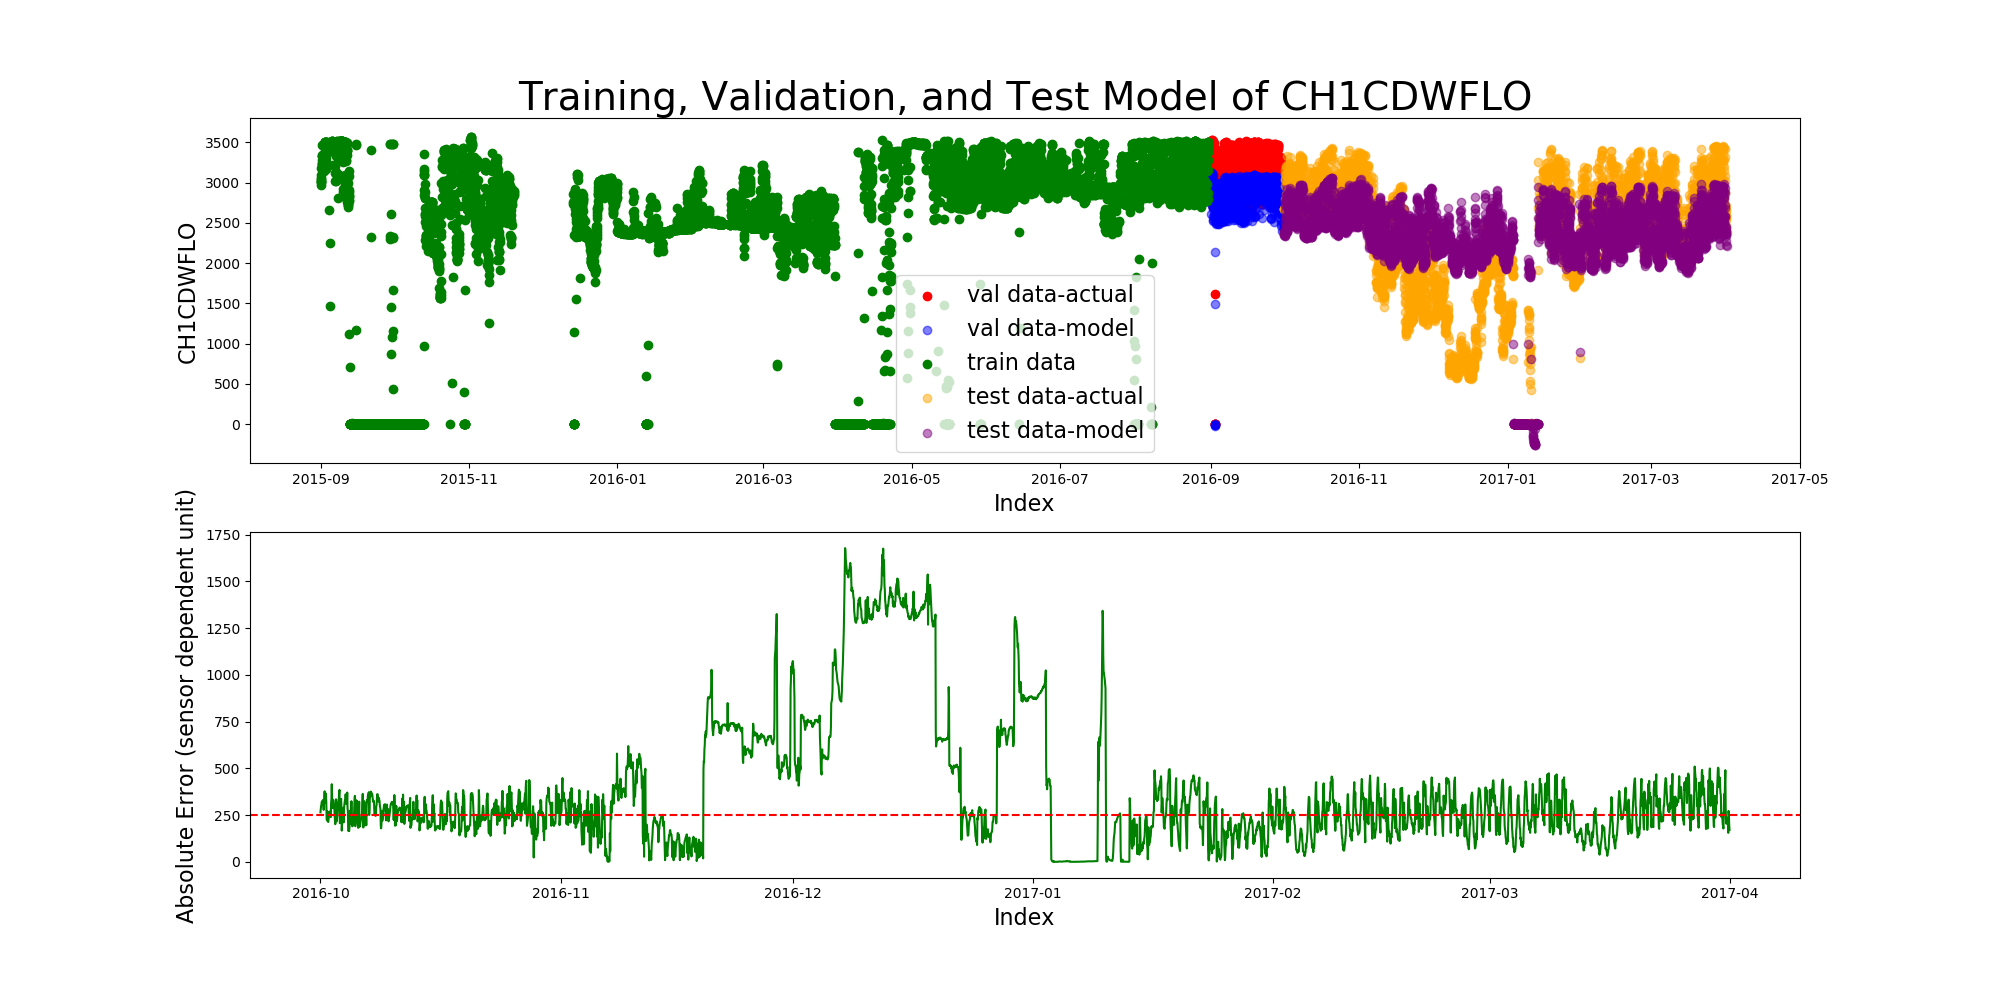 Training, Validation, and Test Model of CH1CDWFLO
CH1CDWFLO
3500
3000
2500
2000
1500
1000
500
0
val data-actual
val data-model
train data
test data-actual
test data-model
2015-09 2015-11 2016-01 2016-03 2016-05 2016-07 2016-09 2016-11 2017-01 2017-03 2017-05
Index
Absolute Error (sensor dependent unit)
1750
1500
1250
1000
750
500
250
0
2016-10 2016-11 2016-12 2017-01 2017-02 2017-03 2017-04
Index